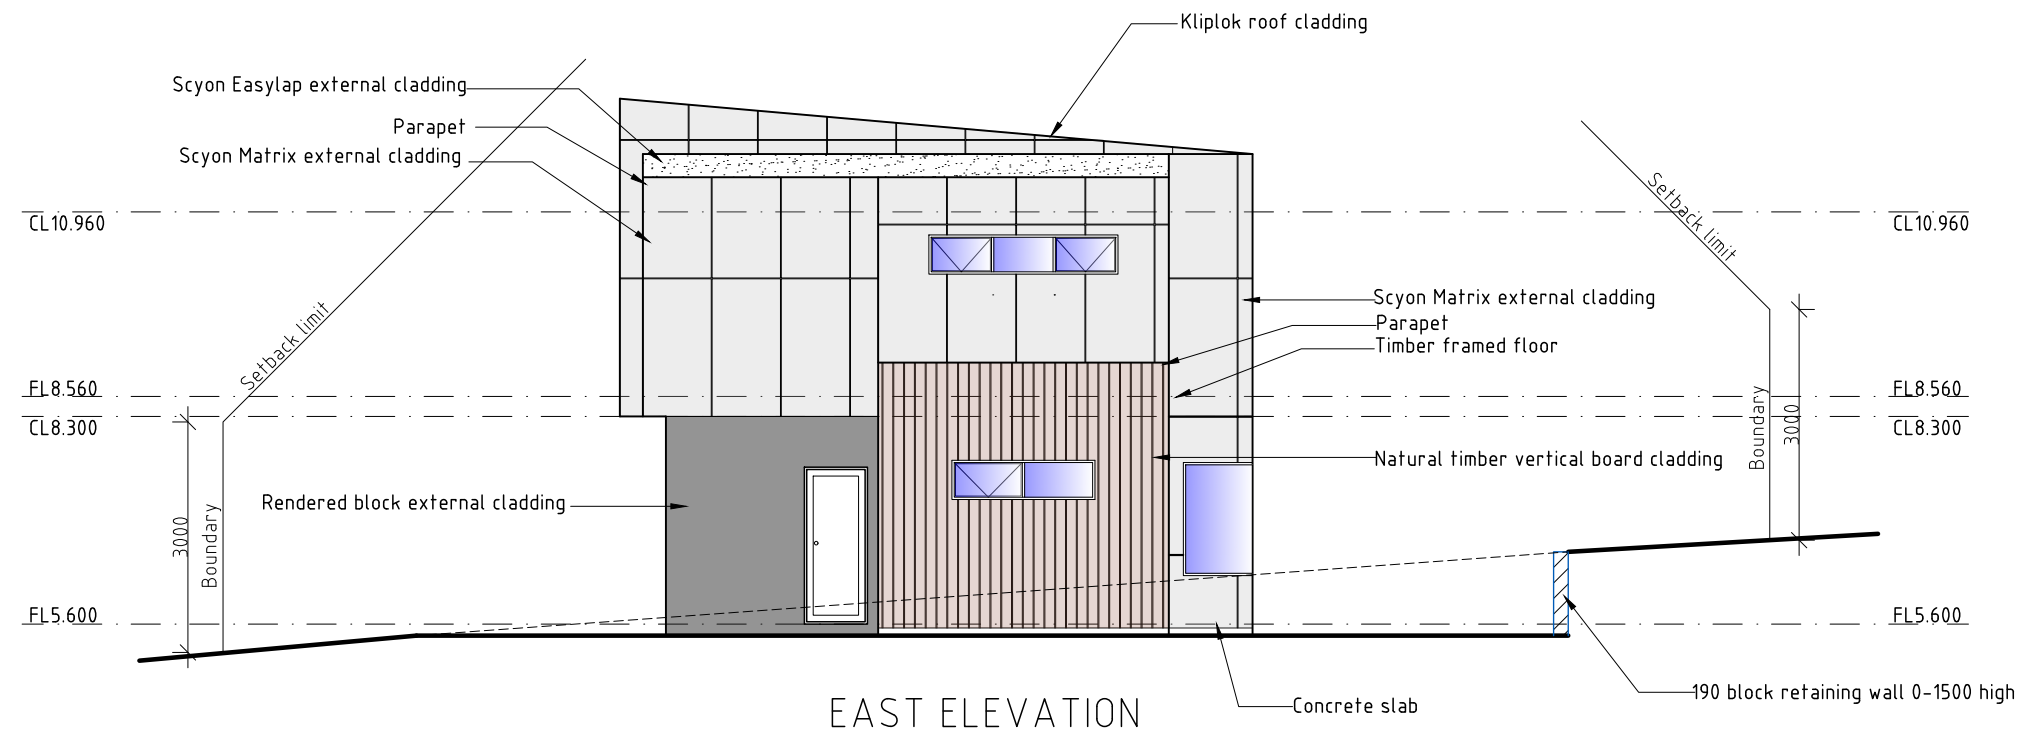 Kliplok roof cladding
Scyon Easylap external cladding
Parapet
Scyon Matrix external cladding
Setback limit
Setback limit
CL10.960
CL10.960
Scyon Matrix external cladding
Parapet
Timber framed floor
FL8.560
FL8.560
CL8.300
CL8.300
Boundary
3000
Natural timber vertical board cladding
Rendered block external cladding
3000
Boundary
FL5.600
FL5.600
190 block retaining wall 0-1500 high
Concrete slab
EAST ELEVATION